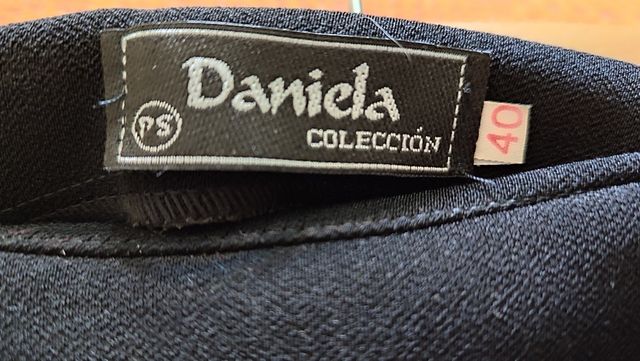 Daniela
PS
COLECCIÓN
40